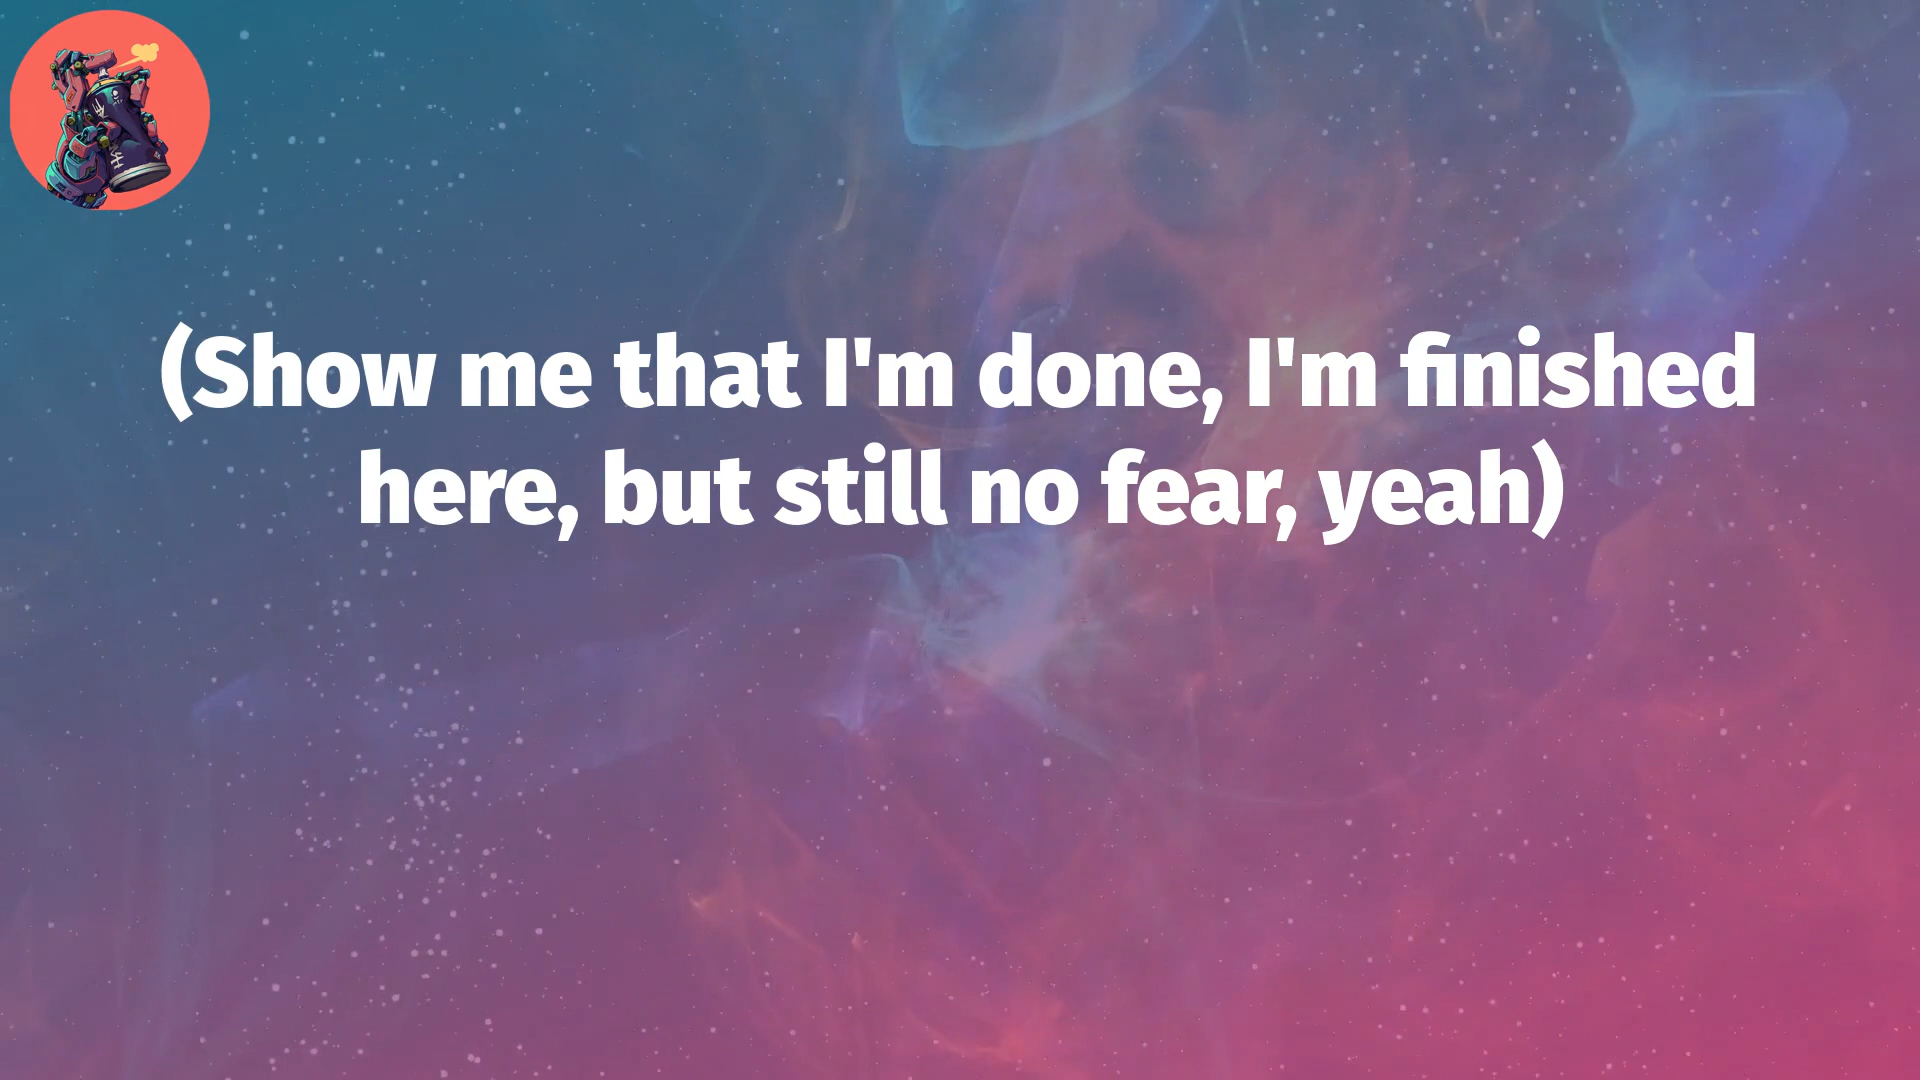 (Show me that I'm done, I'm finished
here, but still no fear, yeah)